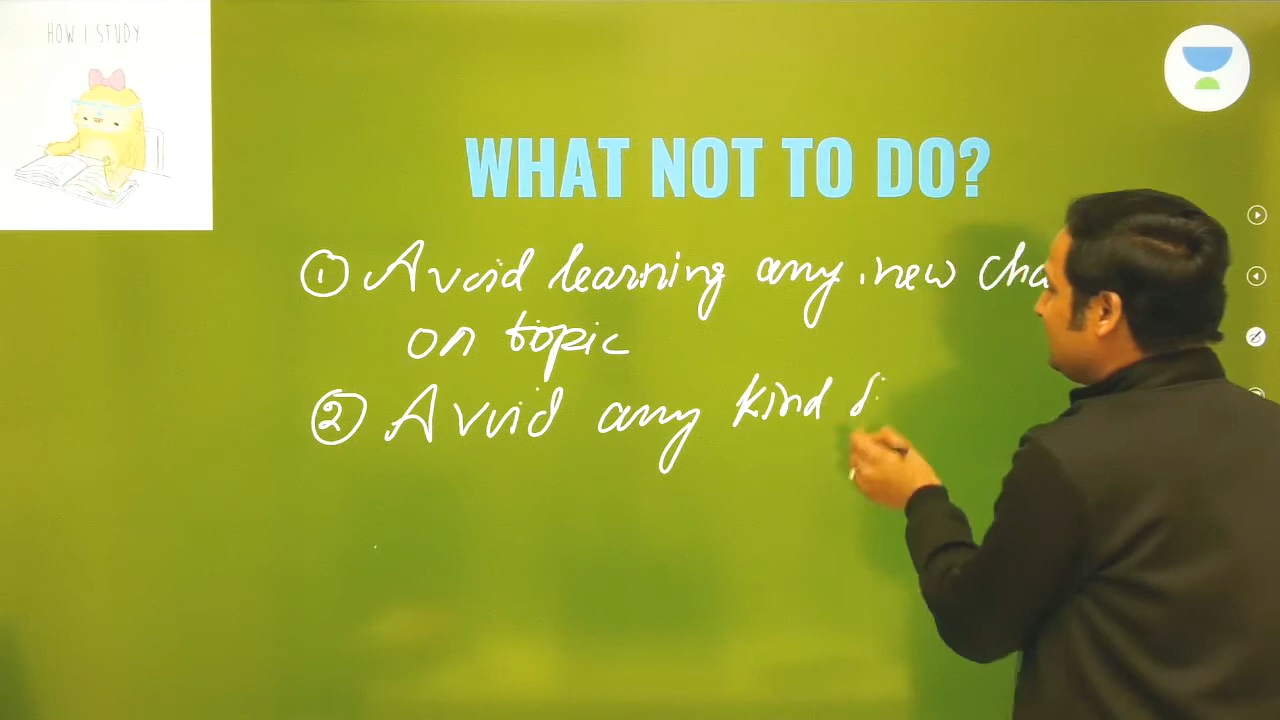 HOW I STUDY
WHAT NOT TO DO?
① Avoid learning any new cha
on topic
② Avoid any kind